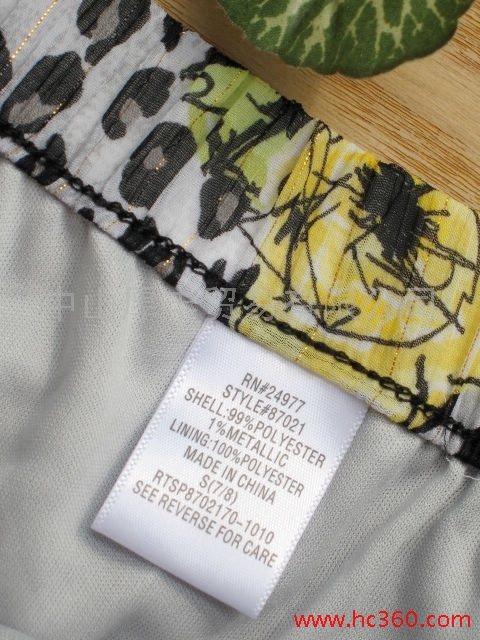 RN#24977
STYLE#87021
SHELL:99%POLYESTER
1%METALLIC
LINING:100%POLYESTER
MADE IN CHINA
S(7/8)
RTSP8702170-1010
SEE REVERSE FOR CARE
www.hc360.com